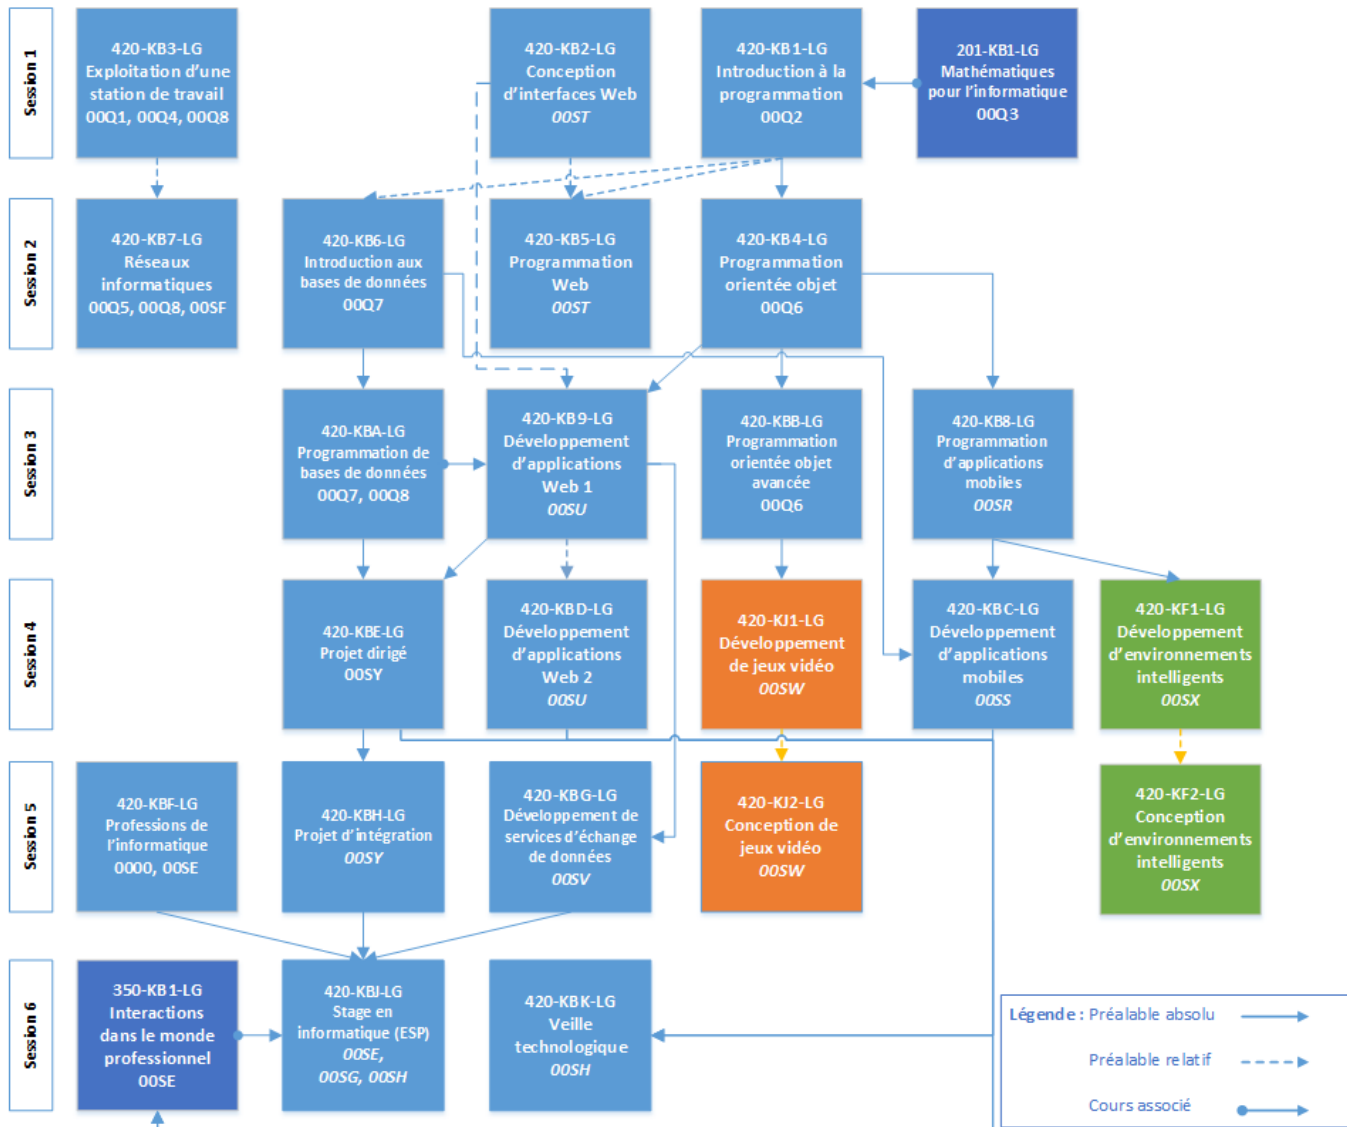 Session 1
420-KB3-LG
Exploitation d'une
station de travail
00Q1, 00Q4, 00Q8
420-KB2-LG
Conception
d'interfaces Web
00ST
420-KB1-LG
Introduction à la
programmation
00Q2
201-KB1-LG
Mathématiques
pour l'informatique
00Q3
Session 2
420-KB7-LG
Réseaux
informatiques
00Q5, 00Q8, 00SF
420-KB6-LG
Introduction aux
bases de données
00Q7
420-KB5-LG
Programmation
Web
00ST
420-KB4-LG
Programmation
orientée objet
00Q6
Session 3
420-KBA-LG
Programmation de
bases de données
00Q7, 00Q8
420-KB9-LG
Développement
d'applications
Web 1
00SU
420-KBB-LG
Programmation
orientée objet
avancée
00Q6
420-KB8-LG
Programmation
d'applications
mobiles
00SR
Session 4
420-KBE-LG
Projet dirigé
00SY
420-KBD-LG
Développement
d'applications
Web 2
00SU
420-KJ1-LG
Développement
de jeux vidéo
00SW
420-KBC-LG
Développement
d'applications
mobiles
00SS
420-KF1-LG
Développement
d'environnements
intelligents
00SX
Session 5
420-KBF-LG
Professions de
l'informatique
0000, 00SE
420-KBH-LG
Projet d'intégration
00SY
420-KBG-LG
Développement de
services d'échange
de données
00SV
420-KJ2-LG
Conception de
jeux vidéo
00SW
420-KF2-LG
Conception
d'environnements
intelligents
00SX
Session 6
350-KB1-LG
Interactions
dans le monde
professionnel
00SE
420-KBJ-LG
Stage en
informatique (ESP)
00SE,
00SG, 00SH
420-KBK-LG
Veille
technologique
00SH
Légende : Préalable absolu
Préalable relatif
Cours associé